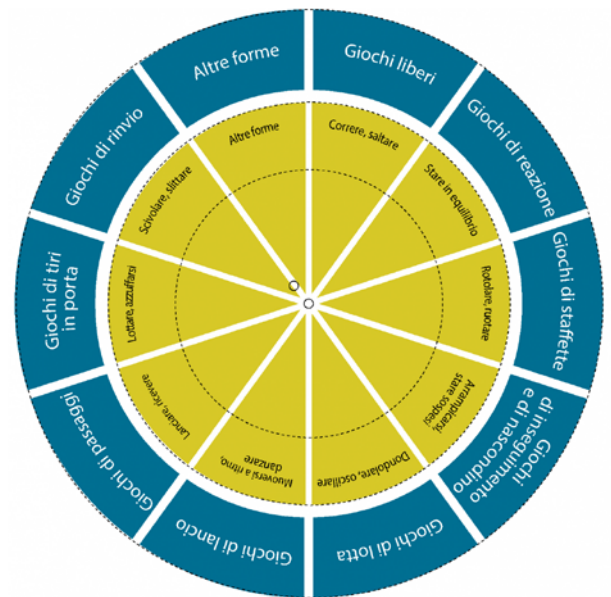 Giochi liberi
Giochi di reazione
Giochi di staffette
Giochi
di inseguimento
e di nascondino
Giochi di lotta
Giochi di lancio
Giochi di passaggi
Giochi di tiri
in porta
Giochi di rinvio
Altre forme
Correre, saltare
Stare in equilibrio
Rotolare, ruotare
Arrampicarsi,
stare sospesi
Dondolare, oscillare
Muoversi a ritmo,
danzare
Lanciare, ricevere
Lottare, azzuffarsi
Scivolare, slittare
Altre forme